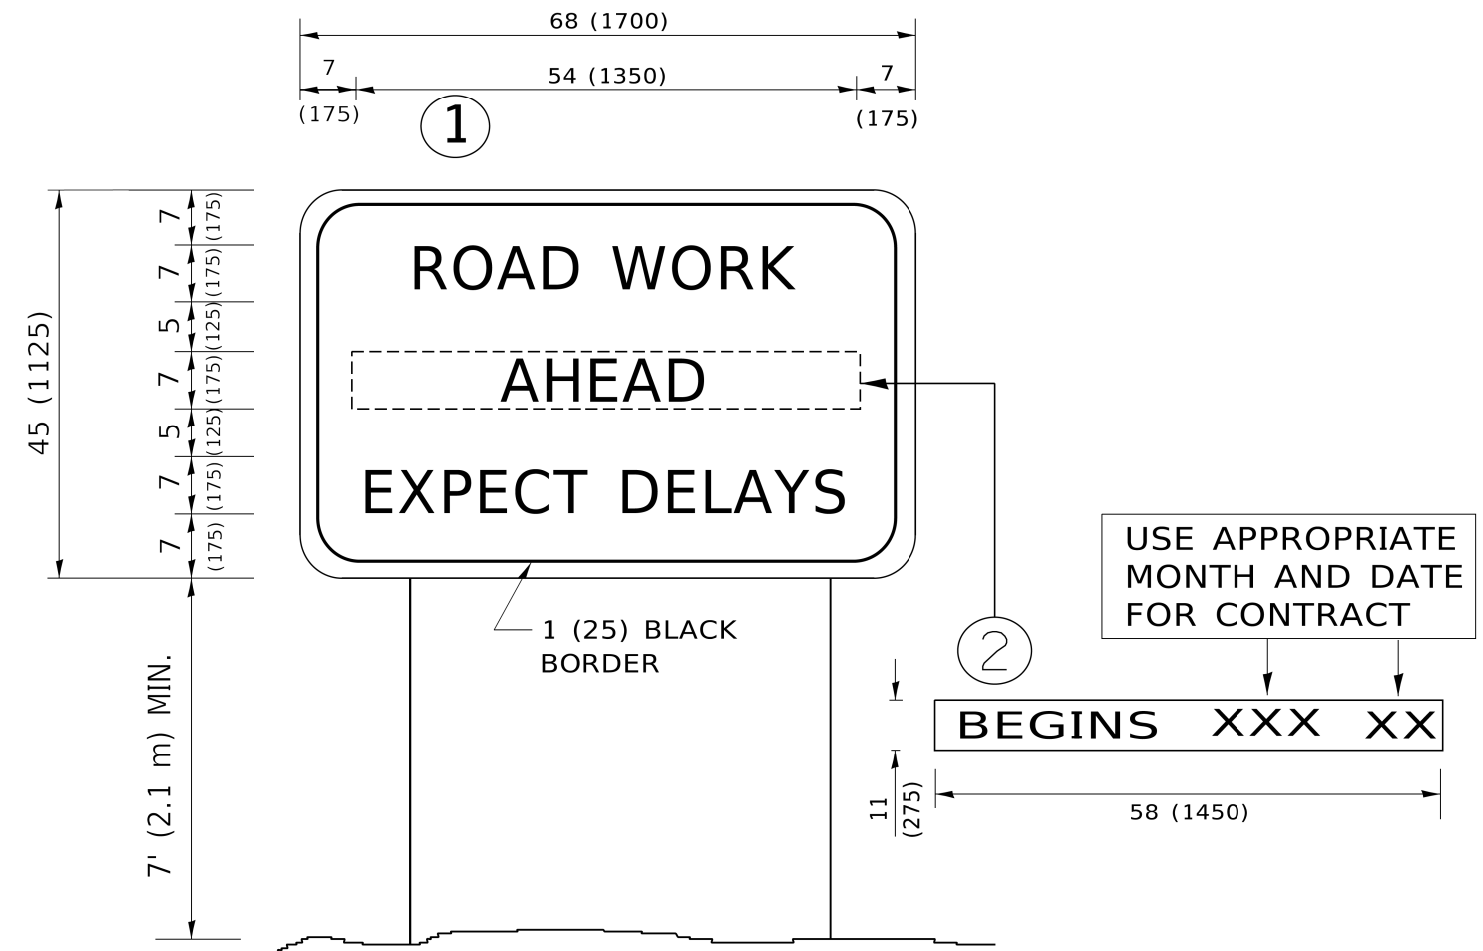 68 (1700)
7
54 (1350)
7
(175)
(175)
1
7
(175)
7
(175)
5
(125)
7
(175)
5
(125)
7
(175)
7
(175)
45 (1125)
ROAD WORK
AHEAD
EXPECT DELAYS
1 (25) BLACK
BORDER
7' (2.1 m) MIN.
2
USE APPROPRIATE
MONTH AND DATE
FOR CONTRACT
BEGINS XXX XX
11
(275)
58 (1450)